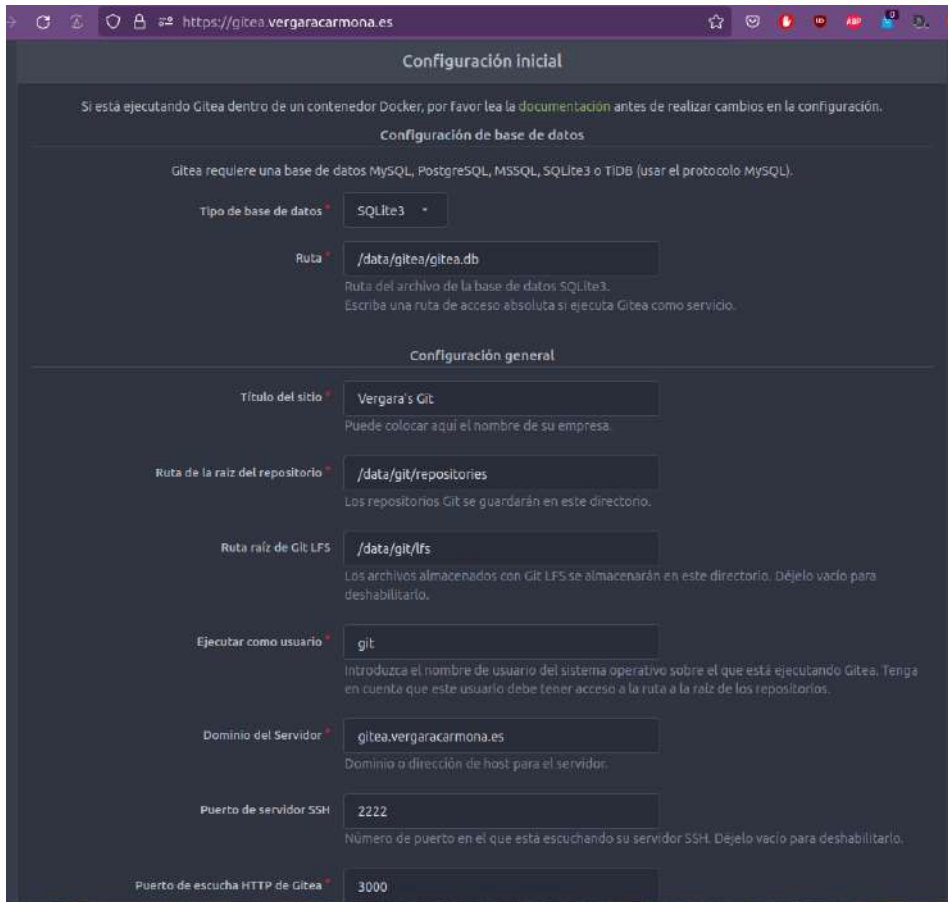 https://gitea.vergaracarmona.es
Configuración inicial
Si está ejecutando Gitea dentro de un contenedor Docker, por favor lea la documentación antes de realizar cambios en la configuración.
Configuración de base de datos
Gitea requiere una base de datos MySQL, PostgreSQL, MSSQL, SQLite3 o TiDB (usar el protocolo MySQL).
Tipo de base de datos * SQLite3
Ruta * /data/gitea/gitea.db
Ruta del archivo de la base de datos SQLite3.
Escriba una ruta de acceso absoluta si ejecuta Gitea como servicio.
Configuración general
Título del sitio * Vergara's Git
Puede colocar aquí el nombre de su empresa.
Ruta de la raiz del repositorio * /data/git/repositories
Los repositorios Git se guardarán en este directorio.
Ruta raíz de Git LFS /data/git/lfs
Los archivos almacenados con Git LFS se almacenarán en este directorio. Déjelo vacío para
deshabilitarlo.
Ejecutar como usuario * git
Introduzca el nombre de usuario del sistema operativo sobre el que está ejecutando Gitea. Tenga
en cuenta que este usuario debe tener acceso a la ruta a la raíz de los repositorios.
Dominio del Servidor * gitea.vergaracarmona.es
Dominio o dirección de host para el servidor.
Puerto de servidor SSH 2222
Número de puerto en el que está escuchando su servidor SSH. Déjelo vacío para deshabilitarlo.
Puerto de escucha HTTP de Gitea * 3000